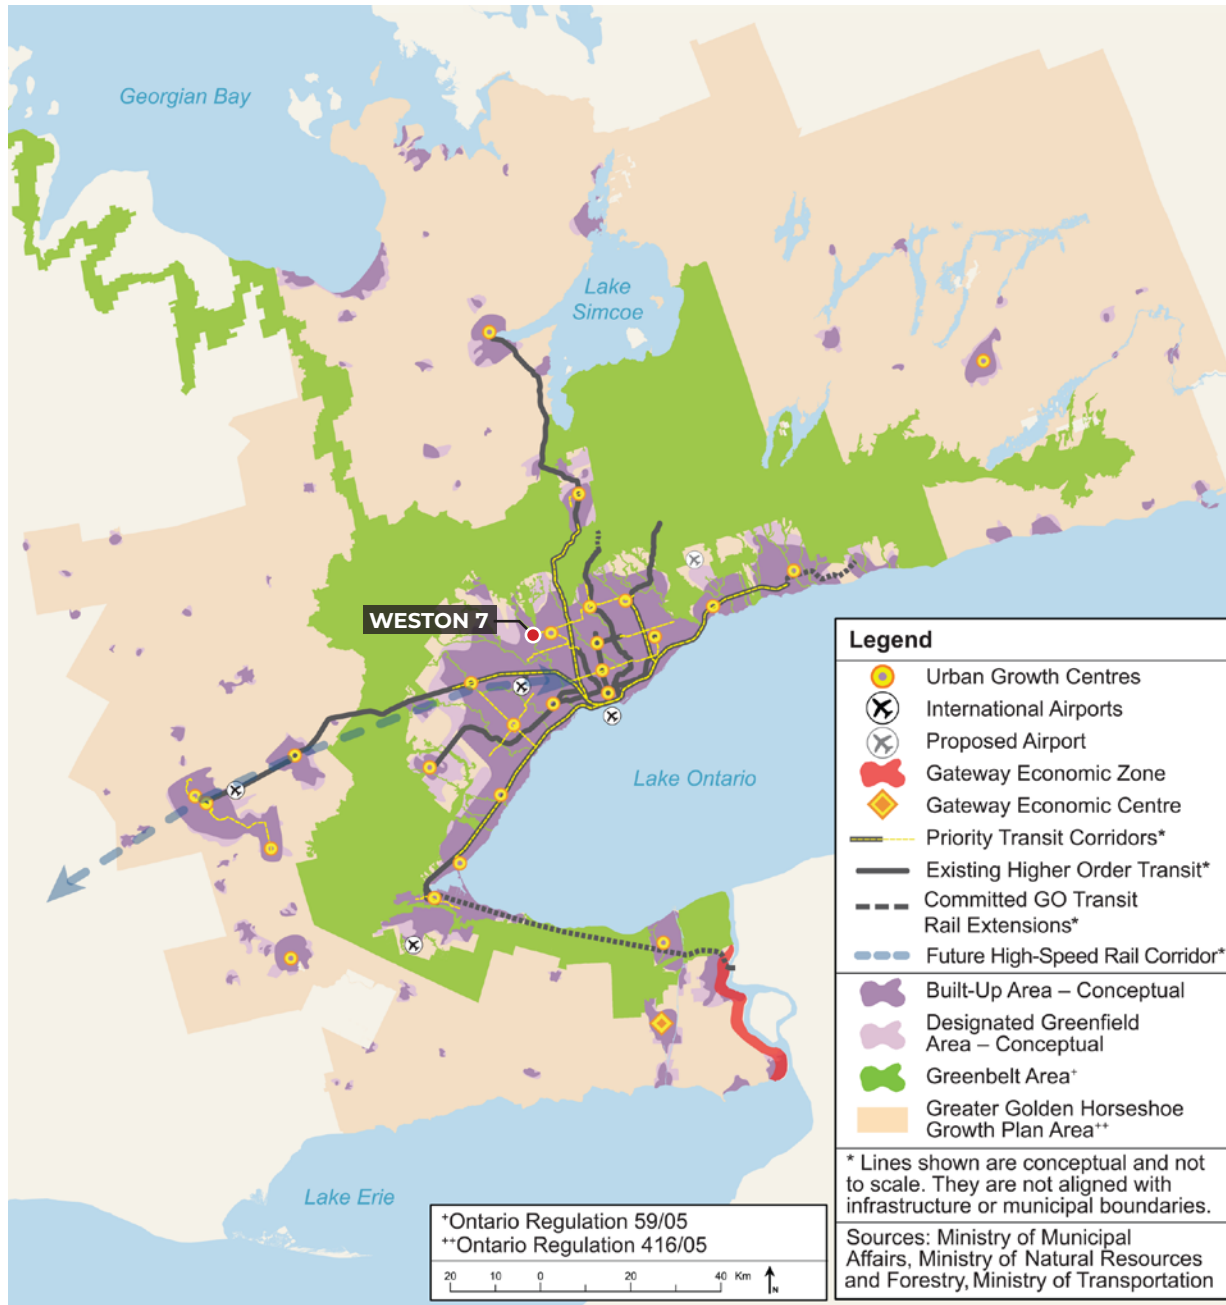 Georgian Bay
Lake
Simcoe
WESTON 7
Lake Ontario
Lake Erie
Legend
Urban Growth Centres
International Airports
Proposed Airport
Gateway Economic Zone
Gateway Economic Centre
Priority Transit Corridors*
Existing Higher Order Transit*
Committed GO Transit
Rail Extensions*
Future High-Speed Rail Corridor*
Built-Up Area – Conceptual
Designated Greenfield
Area – Conceptual
Greenbelt Area+
Greater Golden Horseshoe
Growth Plan Area++
* Lines shown are conceptual and not
to scale. They are not aligned with
infrastructure or municipal boundaries.
Sources: Ministry of Municipal
Affairs, Ministry of Natural Resources
and Forestry, Ministry of Transportation
+Ontario Regulation 59/05
++Ontario Regulation 416/05
20 10 0 20 40 Km
N